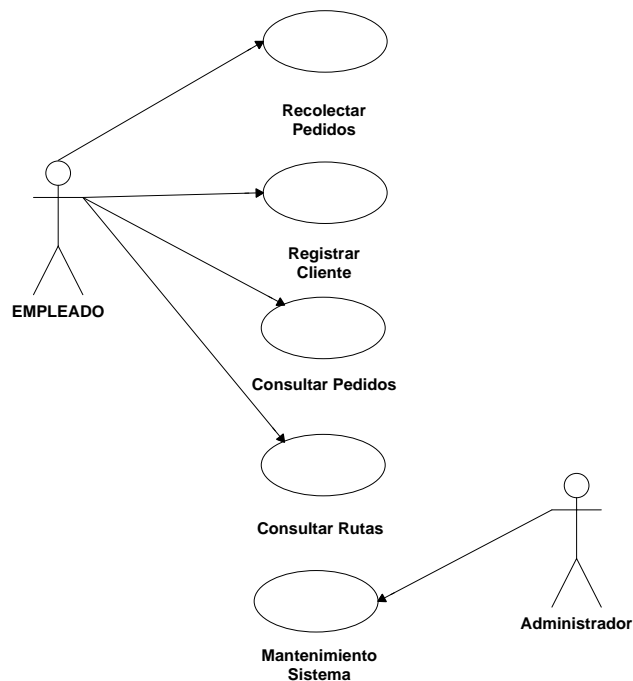 Recolectar
Pedidos
Registrar
Cliente
EMPLEADO
Consultar Pedidos
Consultar Rutas
Administrador
Mantenimiento
Sistema